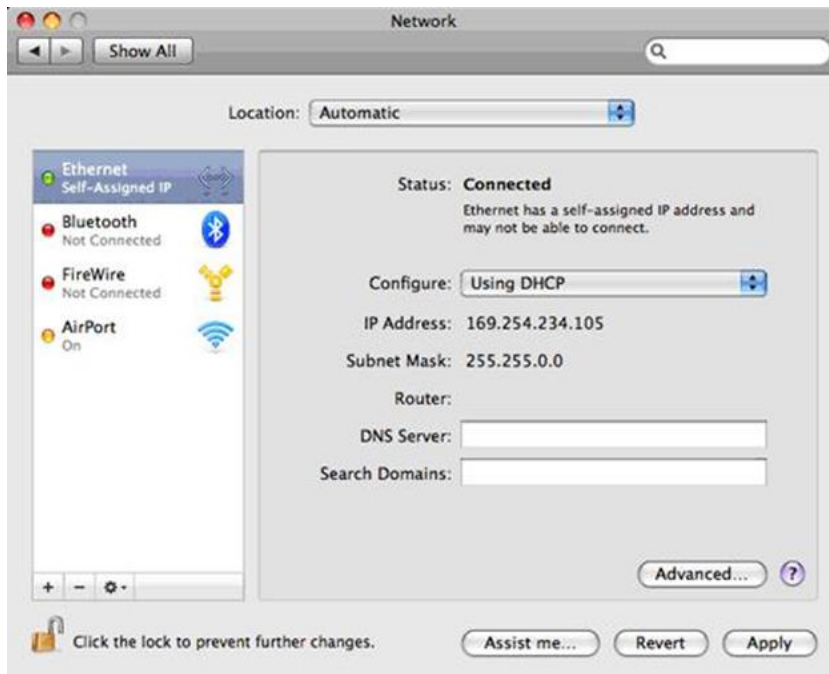 Network
Show All
Location: Automatic
Ethernet
Self-Assigned IP
Bluetooth
Not Connected
FireWire
Not Connected
AirPort
On
Status: Connected
Ethernet has a self-assigned IP address and
may not be able to connect.
Configure: Using DHCP
IP Address: 169.254.234.105
Subnet Mask: 255.255.0.0
Router:
DNS Server:
Search Domains:
Advanced... ?
Click the lock to prevent further changes.
Assist me... Revert Apply